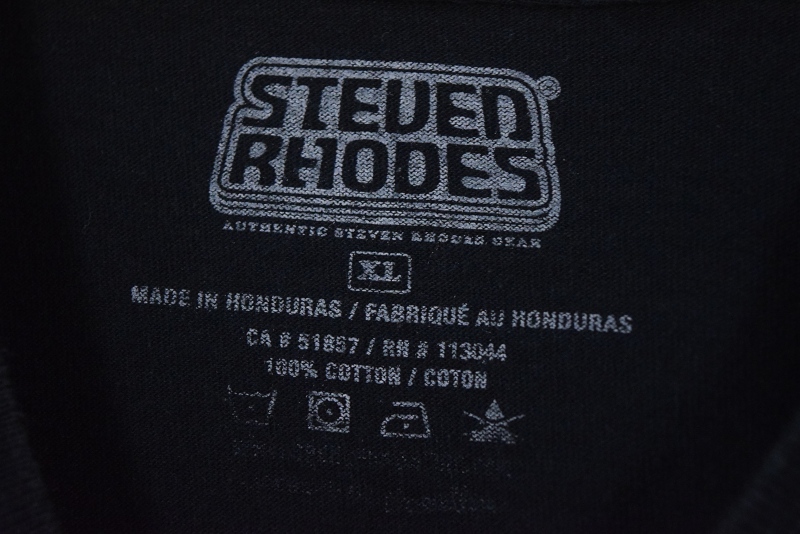 STEVEN
RHODES
AUTHENTIC STEVEN RHODES GEAR
XL
MADE IN HONDURAS / FABRIQUÉ AU HONDURAS
CA # 51857 / RN # 113044
100% COTTON / COTON